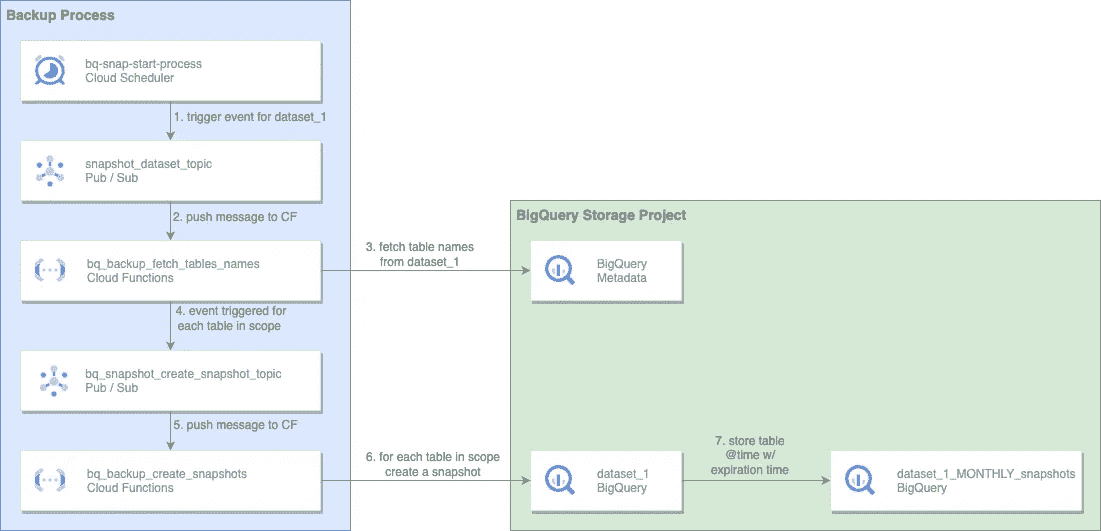 Backup Process
bq-snap-start-process
Cloud Scheduler
1. trigger event for dataset_1
snapshot_dataset_topic
Pub / Sub
2. push message to CF
bq_backup_fetch_tables_names
Cloud Functions
3. fetch table names
from dataset_1
BigQuery Storage Project
BigQuery
Metadata
4. event triggered for
each table in scope
bq_snapshot_create_snapshot_topic
Pub / Sub
5. push message to CF
bq_backup_create_snapshots
Cloud Functions
6. for each table in scope
create a snapshot
dataset_1
BigQuery
7. store table
@time w/
expiration time
dataset_1_MONTHLY_snapshots
BigQuery